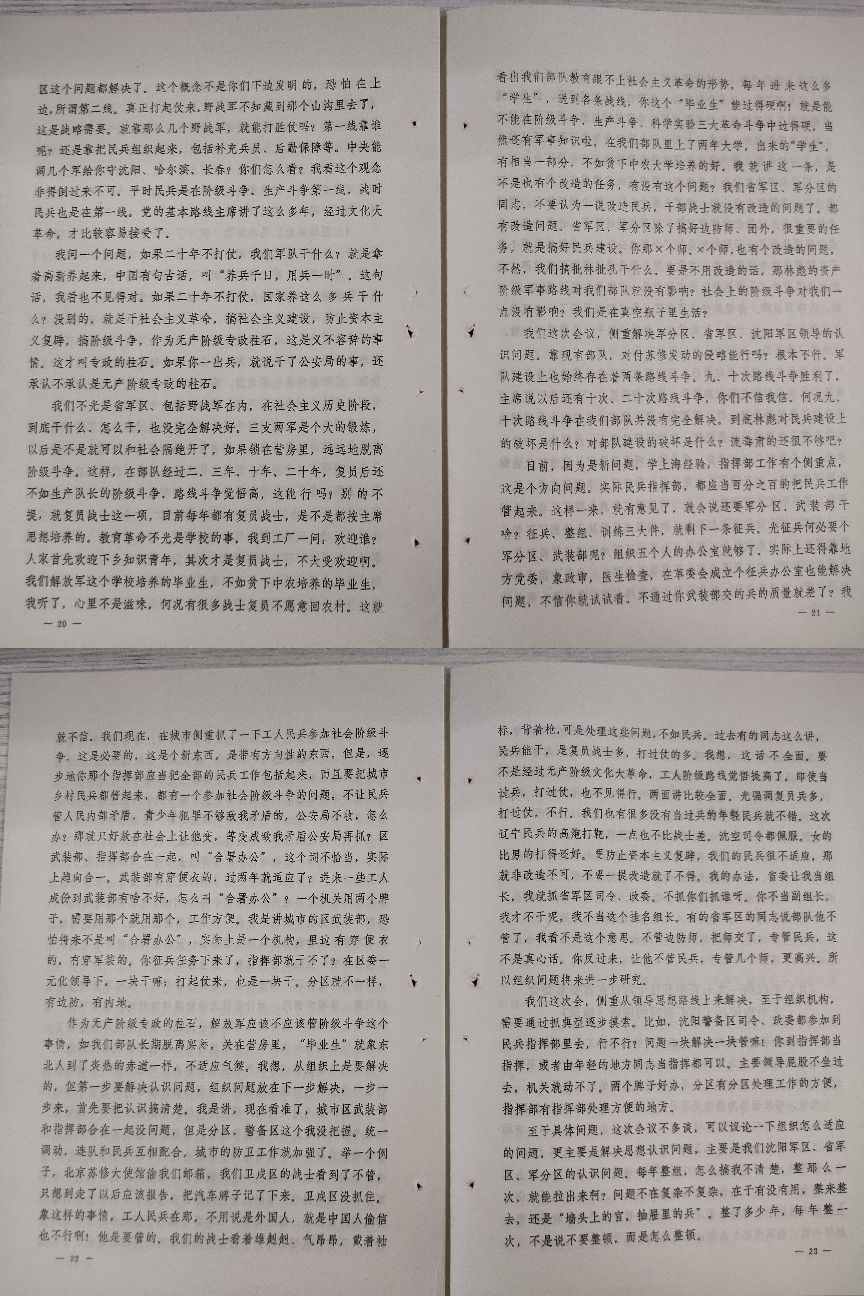 区这个问题都解决了。这个概念不是你们下边发明的，恐怕在上
边，所谓第二线。真正打起仗来，野战军不知藏到那个山沟里去了，
这是战略需要。就靠那么几个野战军，就能打胜仗吗？第一线靠谁
呢？还是靠把民兵组织起来，包括补充兵员、后勤保障等。中央能
调几个军给你守沈阳、哈尔滨、长春？你们怎么看？我看这个观念
非得倒过来不可。平时民兵是在阶级斗争、生产斗争第一线，战时
民兵也是在第一线。党的基本路线主席讲了这么多年，经过文化大
革命，才比较容易接受了。
我问一个问题，如果二十年不打仗，我们军队干什么？就是拿
着高薪养起来，中国有句古话，叫“养兵千日，用兵一时”。这句
话，我看也不见得对。如果二十年不打仗，国家养这么多兵干什
么？没别的，就是干社会主义革命，搞社会主义建设，防止资本主
义复辟，搞阶级斗争，作为无产阶级专政柱石，这是义不容辞的事
情。这才叫专政的柱石。如果你一出兵，就说干了公安局的事，还
承认不承认是无产阶级专政的柱石。
我们不光是省军区、包括野战军在内，在社会主义历史阶段，
到底干什么、怎么干，也没完全解决好。三支两军是个大的锻炼，
以后是不是就可以和社会隔绝开了，如果锁在营房里，远远地脱离
阶级斗争。这样，在部队经过二、三年、十年、二十年，复员后还
不如生产队长的阶级斗争、路线斗争觉悟高，这能行吗？别的不
提，就复员战士这一项，目前每年都有复员战士，是不是都按主席
思想培养的。教育革命不光是学校的事。我到工厂一问：欢迎谁？
人家首先欢迎下乡知识青年，其次才是复员战士，不大受欢迎啊。
我们解放军这个学校培养的毕业生，不如贫下中农培养的毕业生，
我听了，心里不是滋味，何况有很多战士复员不愿意回农村。这就
— 20 —
看出我们部队教育跟不上社会主义革命的形势。每年进来这么多
“学生”，送到各条战线，你这个“毕业生”能过得硬啊！就是能
不能在阶级斗争、生产斗争、科学实验三大革命斗争中过得硬，当
然还有军事知识啦。在我们部队里上了两年大学，出来的“学生”，
有相当一部分，不如贫下中农大学培养的好。我就讲这一条，是
不是也有个改造的任务，有没有这个问题？我们省军区、军分区的
同志，不要认为一说改造民兵，干部战士就没有改造的问题了。都
有改造问题。省军区、军分区除了搞好边防师、团外，很重要的任
务，就是搞好民兵建设。你那×个师、×个师，也有个改造的问题，
不然，我们搞批林批孔干什么。要是不用改造的话，那林彪的资产
阶级军事路线对我们部队就没有影响？社会上的阶级斗争对我们一
点没有影响？我们是在真空瓶子里生活？
我们这次会议，侧重解决军分区、省军区、沈阳军区领导的认
识问题。靠现有部队，对付苏修发动的侵略能行吗？根本不行。军
队建设上也始终存在着两条路线斗争。九、十次路线斗争胜利了，
主席说以后还有十次、二十次路线斗争，你们不信我信。何况九、
十次路线斗争在我们部队并没有完全解决。到底林彪对民兵建设上
的破坏是什么？对部队建设的破坏是什么？流毒肃的还很不够吧？
目前，因为是新问题，学上海经验，指挥部工作有个侧重点，
这是个方向问题。实际民兵指挥部，都应当百分之百的把民兵工作
管起来。这样一来，就有意见了，就会说还要军分区、武装部干
啥？征兵、整组、训练三大件，就剩下一条征兵。光征兵何必要个
军分区、武装部呢？组织五个人的办公室就够了。实际上还得靠地
方党委，象政审，医生检查，在革委会成立个征兵办公室也能解决
问题，不信你就试试看。不通过你武装部交的兵的质量就差了？我
— 21 —
就不信。我们现在，在城市侧重抓了一下工人民兵参加社会阶级斗
争。这是必要的，这是个新东西，是带有方向性的东西。但是，逐
步地你那个指挥部应当把全部的民兵工作包括起来，而且要把城市
乡村民兵都管起来，都有一个参加社会阶级斗争的问题。不让民兵
管人民内部矛盾，青少年犯罪不够敌我矛盾的，公安局不收，怎么
办？那就只好放在社会上让他变，等变成敌我矛盾公安局再抓？区
武装部、指挥部合在一起，叫“合署办公”，这个词不恰当，实际
上趋向合一。武装部有穿便衣的，过两年就适应了？进来一些工人
成份到武装部有啥不好，怎么叫“合署办公”？一个机关用两个牌
子，需要用那个就用那个，工作方便。我是讲城市的区武装部，恐
怕将来不是叫“合署办公”，实际上是一个机构，里边有穿便衣
的，有穿军装的。你征兵任务下来了，指挥部就干不了？在区委一
元化领导下，一块干嘛；打起仗来，也是一块干。分区就不一样，
有边防，有内地。
作为无产阶级专政的柱石，解放军应该不应该管阶级斗争这个
事情，如我们部队长期脱离实际，关在营房里，“毕业生”就象东
北人到了炎热的赤道一样，不适应气候。我想，从组织上是要解决
的，但第一步要解决认识问题，组织问题放在下一步解决，一步一
步来，首先要把认识搞清楚。我是讲，现在看准了，城市区武装部
和指挥部合在一起没问题，但是分区、警备区这个我没把握。统一
调动，连队和民兵互相配合，城市的防卫工作就加强了。举一个例
子，北京苏修大使馆偷我们邮箱，我们卫戍区的战士看到了不管，
只想到走了以后应该报告，把汽车牌子记了下来。卫戍区没抓住。
象这样的事情，工人民兵在那，不用说是外国人，就是中国人偷信
也不行啊！他是要管的。我们的战士看着雄赳赳、气昂昂，戴着袖
— 22 —
标，背着枪，可是处理这些问题，不如民兵。过去有的同志这么讲，
民兵能干，是复员战士多，打过仗的多。我想，这话不全面。要
不是经过无产阶级文化大革命，工人阶级路线觉悟提高了，即使当
过兵，打过仗，也不见得行。两面讲比较全面。光强调复员兵多，
打过仗，不行。我们也有很多没有当过兵的年轻民兵就不错。这次
辽宁民兵的高炮打靶，一点也不比战士差。沈空司令都佩服。女的
比男的打得还好。要防止资本主义复辟，我们的民兵很不适应，那
就非改造不可，不要一提改造就了不得。我的办法，省委让我当组
长，我就抓省军区司令、政委。不抓你们抓谁呀。你不当副组长，
我才不干呢，我不当这个挂名组长。有的省军区的同志说部队他不
管了，我看不是这个意思。不管边防师，把师交了，专管民兵，这
不是真心话。你反过来，让他不管民兵，专管几个师，更高兴。所
以组织问题将来进一步研究。
我们这次会，侧重从领导思想路线上来解决，至于组织机构，
需要通过抓典型逐步摸索。比如，沈阳警备区司令、政委都参加到
民兵指挥部里去，行不行？问题一块解决一块管嘛！你到指挥部当
指挥，或者由年轻的地方同志当指挥都可以。主要领导屁股不坐过
去，机关就动不了。两个牌子好办，分区有分区处理工作的方便，
指挥部有指挥部处理方便的地方。
至于具体问题，这次会议不多谈，可以议论一下组织怎么适应
的问题，更主要是解决思想认识问题，主要是我们沈阳军区、省军
区、军分区的认识问题。每年整组，怎么搞我不清楚，整那么一
次，就能拉出来啊？问题不在复杂不复杂，在于有没有用，整来整
去，还是“墙头上的官，抽屉里的兵”。整了多少年，每年整一
次，不是说不要整顿，而是怎么整顿。
— 23 —